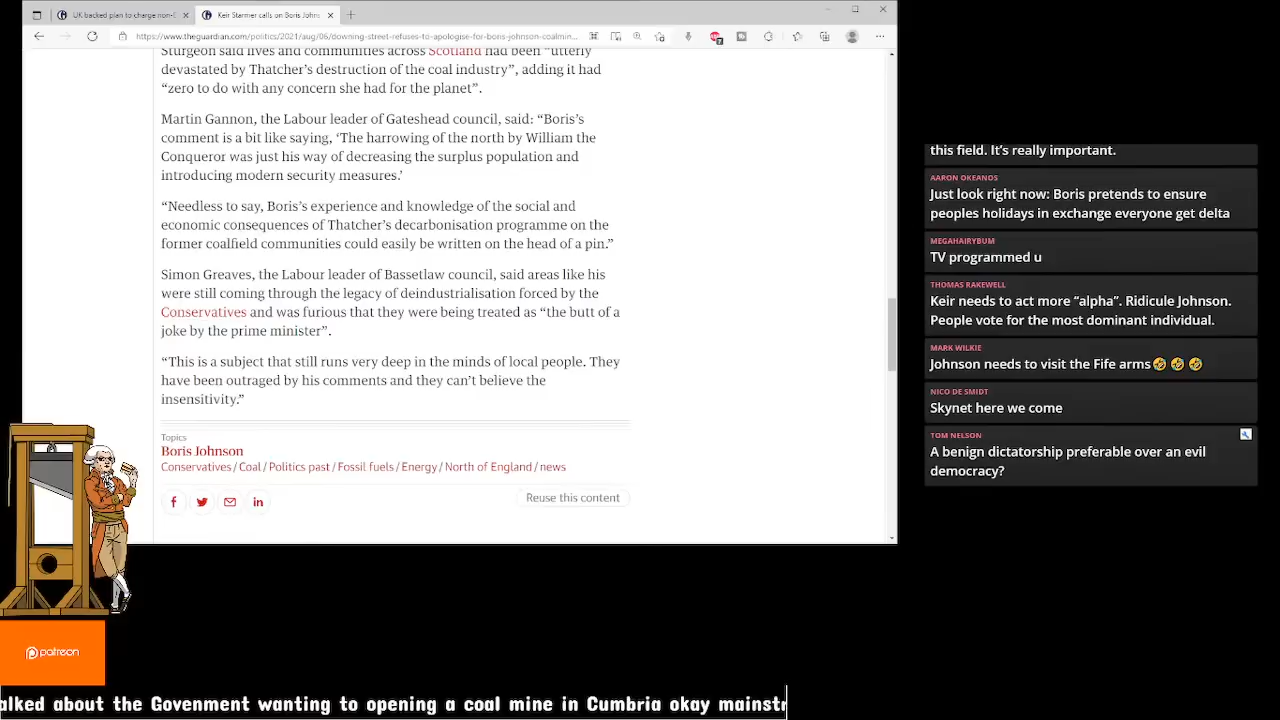 UK backed plan to charge non-E
Keir Starmer calls on Boris Johns
https://www.theguardian.com/politics/2021/aug/06/downing-street-refuses-to-apologise-for-boris-johnson-coalmin...
7
Sturgeon said lives and communities across Scotland had been “utterly
devastated by Thatcher’s destruction of the coal industry”, adding it had
“zero to do with any concern she had for the planet”.
Martin Gannon, the Labour leader of Gateshead council, said: “Boris’s
comment is a bit like saying, ‘The harrowing of the north by William the
Conqueror was just his way of decreasing the surplus population and
introducing modern security measures.’
“Needless to say, Boris’s experience and knowledge of the social and
economic consequences of Thatcher’s decarbonisation programme on the
former coalfield communities could easily be written on the head of a pin.”
Simon Greaves, the Labour leader of Bassetlaw council, said areas like his
were still coming through the legacy of deindustrialisation forced by the
Conservatives and was furious that they were being treated as “the butt of a
joke by the prime minister”.
“This is a subject that still runs very deep in the minds of local people. They
have been outraged by his comments and they can’t believe the
insensitivity.”
Topics
Boris Johnson
Conservatives / Coal / Politics past / Fossil fuels / Energy / North of England / news
Reuse this content
this field. It’s really important.
AARON OKEANOS
Just look right now: Boris pretends to ensure
peoples holidays in exchange everyone get delta
MEGAHAIRYBUM
TV programmed u
THOMAS RAKEWELL
Keir needs to act more “alpha”. Ridicule Johnson.
People vote for the most dominant individual.
MARK WILKIE
Johnson needs to visit the Fife arms🤣 🤣 🤣
NICO DE SMIDT
Skynet here we come
TOM NELSON
A benign dictatorship preferable over an evil
democracy?
patreon
alked about the Govenment wanting to opening a coal mine in Cumbria okay mainstr